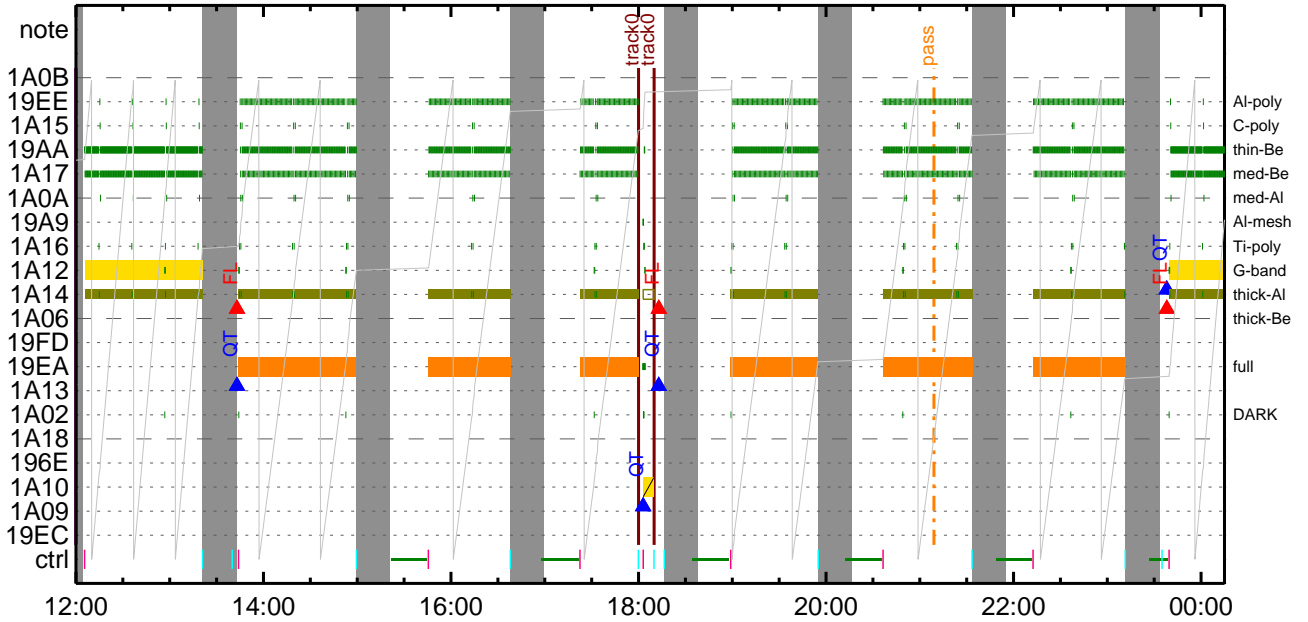 note
track0
track0
pass
1A0B
19EE Al-poly
1A15 C-poly
19AA thin-Be
1A17 med-Be
1A0A med-Al
19A9 Al-mesh
1A16 QT Ti-poly
1A12 FL FL FL G-band
1A14 thick-Al
1A06 thick-Be
19FD QT QT
19EA full
1A13
1A02 DARK
1A18
196E QT
1A10
1A09
19EC
ctrl
12:00 14:00 16:00 18:00 20:00 22:00 00:00